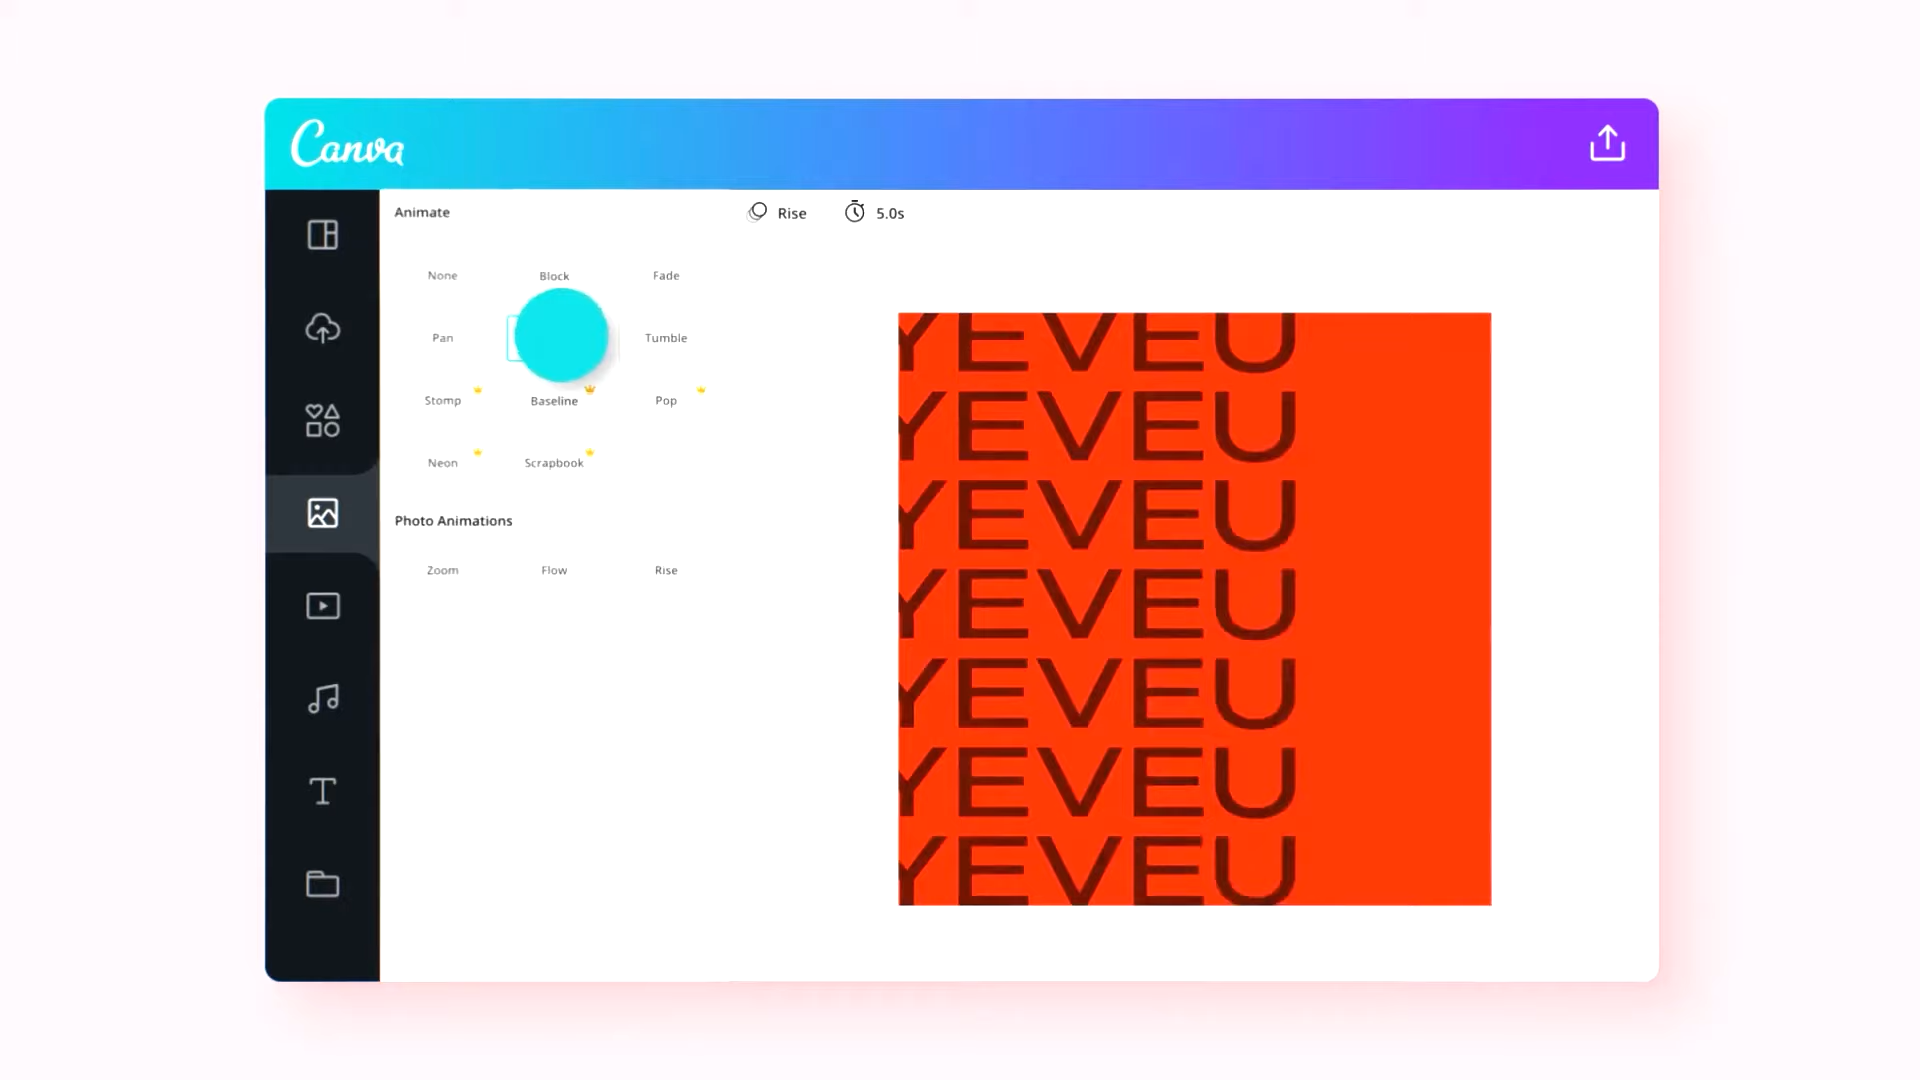 Canva
Animate
Rise 5.0s
None Block Fade
Pan Tumble
Stomp Baseline Pop
Neon Scrapbook
Photo Animations
Zoom Flow Rise
YEVEU
YEVEU
YEVEU
YEVEU
YEVEU
YEVEU
YEVEU